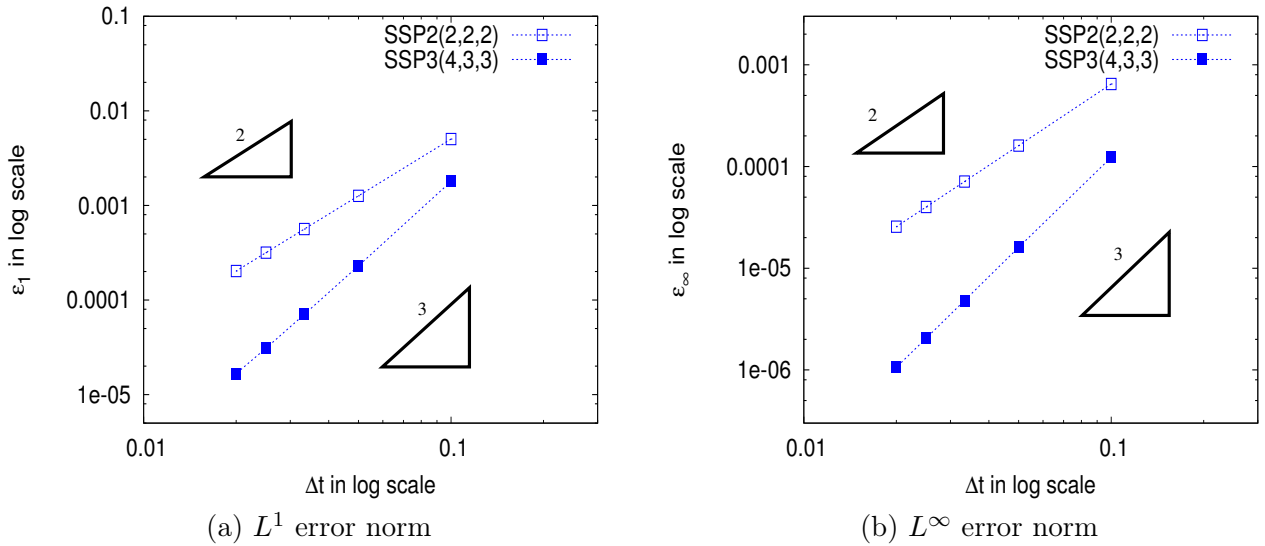 0.1
0.01
0.001
0.0001
1e-05
0.01
0.1
ε₁ in log scale
Δt in log scale
SSP2(2,2,2)
SSP3(4,3,3)
2
3
(a) L¹ error norm
0.001
0.0001
1e-05
1e-06
0.01
0.1
ε∞ in log scale
Δt in log scale
SSP2(2,2,2)
SSP3(4,3,3)
2
3
(b) L∞ error norm